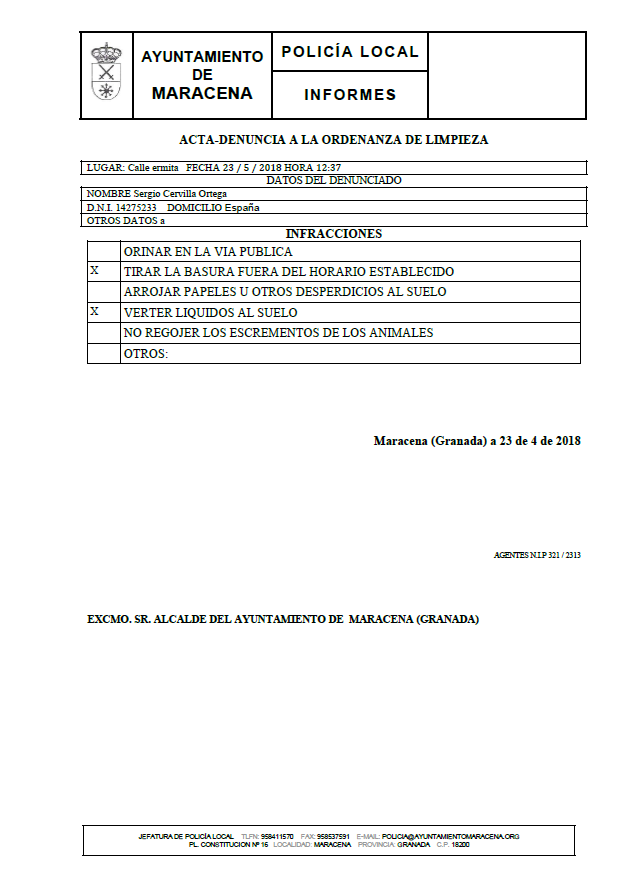 AYUNTAMIENTO
DE
MARACENA
POLICÍA LOCAL
INFORMES
ACTA-DENUNCIA A LA ORDENANZA DE LIMPIEZA
LUGAR: Calle ermita FECHA 23 / 5 / 2018 HORA 12:37
DATOS DEL DENUNCIADO
NOMBRE Sergio Cervilla Ortega
D.N.I. 14275233 DOMICILIO España
OTROS DATOS a
INFRACCIONES
ORINAR EN LA VIA PUBLICA
X TIRAR LA BASURA FUERA DEL HORARIO ESTABLECIDO
ARROJAR PAPELES U OTROS DESPERDICIOS AL SUELO
X VERTER LIQUIDOS AL SUELO
NO REGOJER LOS ESCREMENTOS DE LOS ANIMALES
OTROS:
Maracena (Granada) a 23 de 4 de 2018
AGENTES N.I.P 321 / 2313
EXCMO. SR. ALCALDE DEL AYUNTAMIENTO DE MARACENA (GRANADA)
JEFATURA DE POLICÍA LOCAL TLFN: 958411570 FAX: 958537591 E-MAIL: POLICIA@AYUNTAMIENTOMARACENA.ORG
PL. CONSTITUCION Nº 16 LOCALIDAD: MARACENA PROVINCIA: GRANADA C.P. 18200